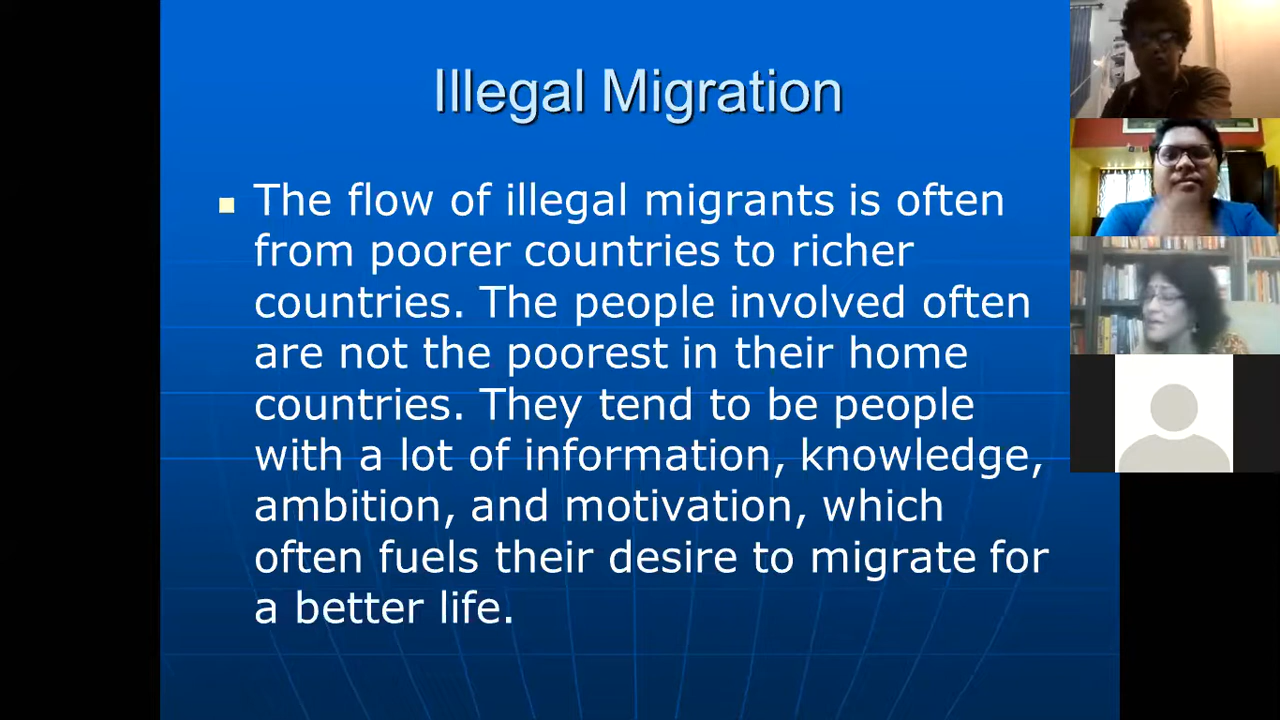 Illegal Migration
The flow of illegal migrants is often
from poorer countries to richer
countries. The people involved often
are not the poorest in their home
countries. They tend to be people
with a lot of information, knowledge,
ambition, and motivation, which
often fuels their desire to migrate for
a better life.